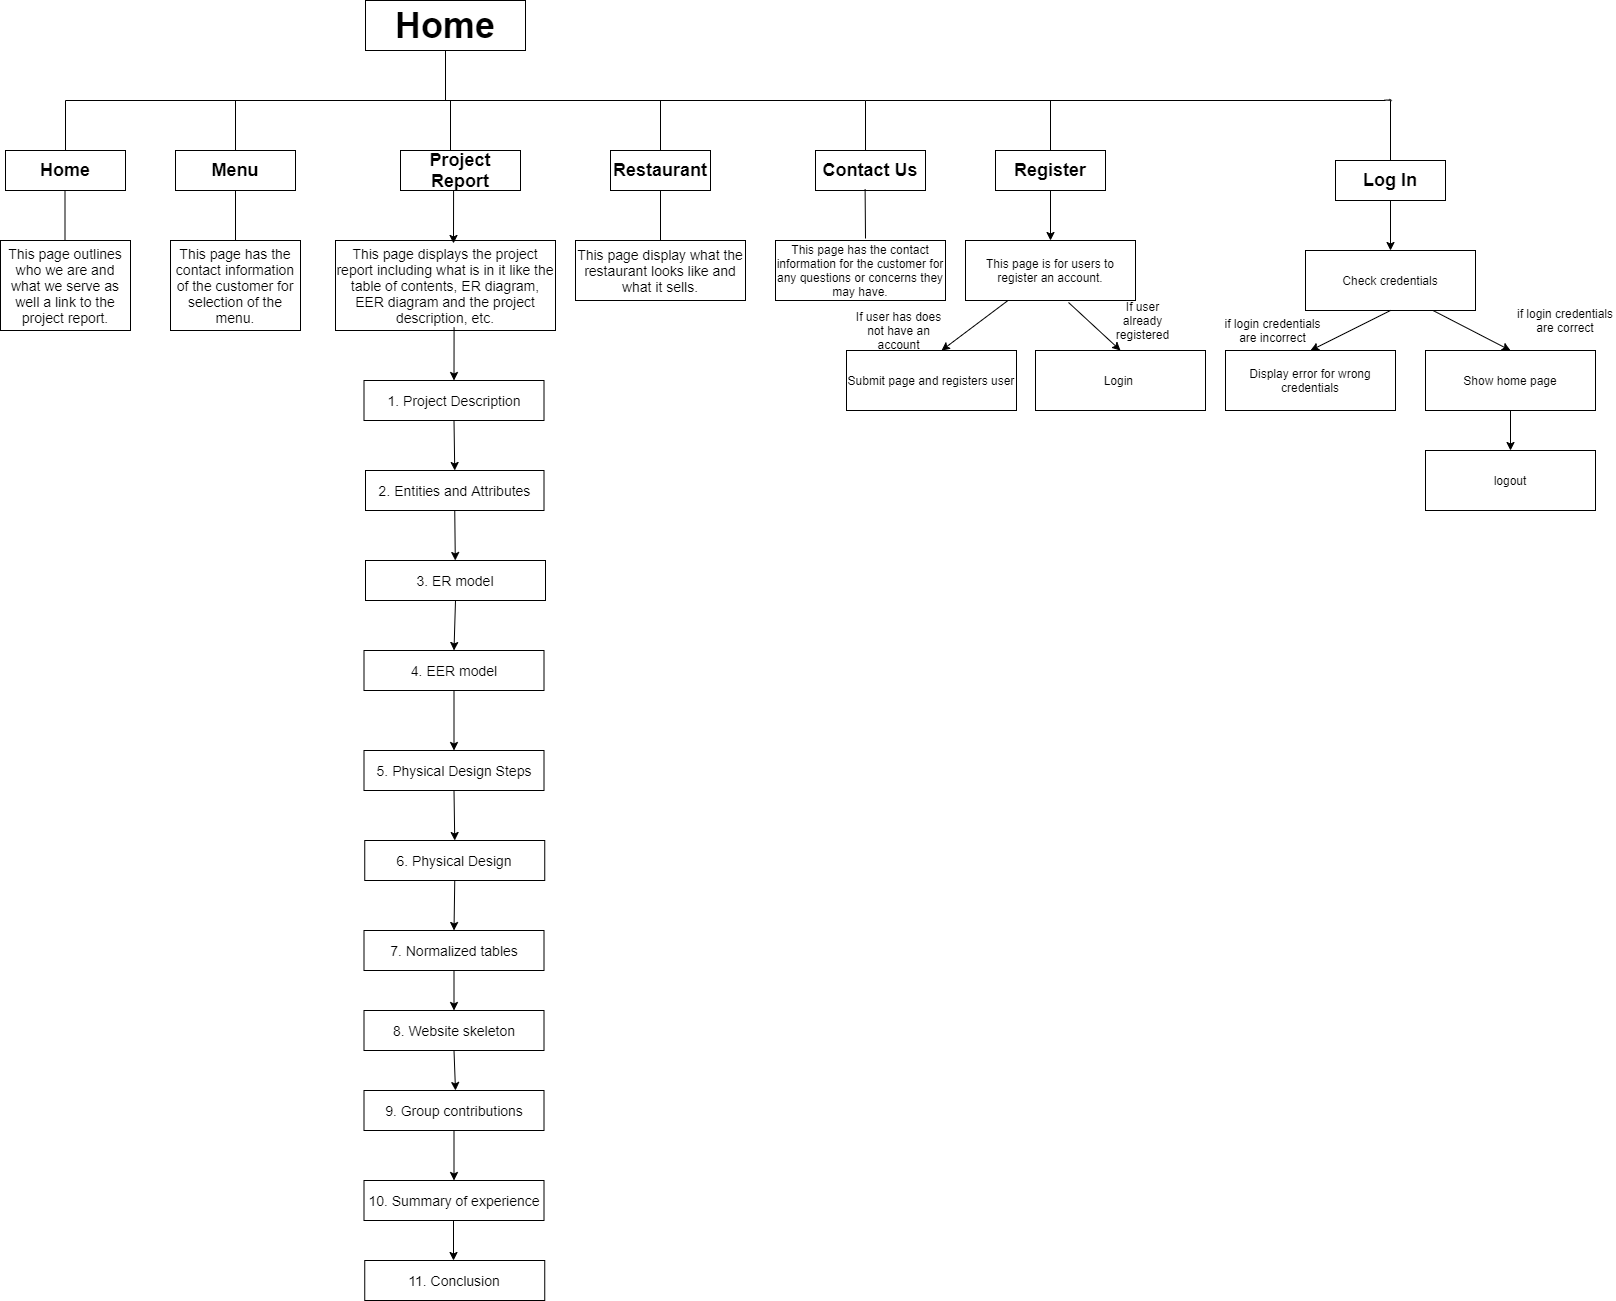 Home
Home
Menu
Project
Report
Restaurant
Contact Us
Register
Log In
This page outlines
who we are and
what we serve as
well a link to the
project report.
This page has the
contact information
of the customer for
selection of the
menu.
This page displays the project
report including what is in it like the
table of contents, ER diagram,
EER diagram and the project
description, etc.
This page display what the
restaurant looks like and
what it sells.
This page has the contact
information for the customer for
any questions or concerns they
may have.
This page is for users to
register an account.
Check credentials
If user has does
not have an
account
If user
already
registered
if login credentials
are incorrect
if login credentials
are correct
Submit page and registers user
Login
Display error for wrong
credentials
Show home page
logout
1. Project Description
2. Entities and Attributes
3. ER model
4. EER model
5. Physical Design Steps
6. Physical Design
7. Normalized tables
8. Website skeleton
9. Group contributions
10. Summary of experience
11. Conclusion